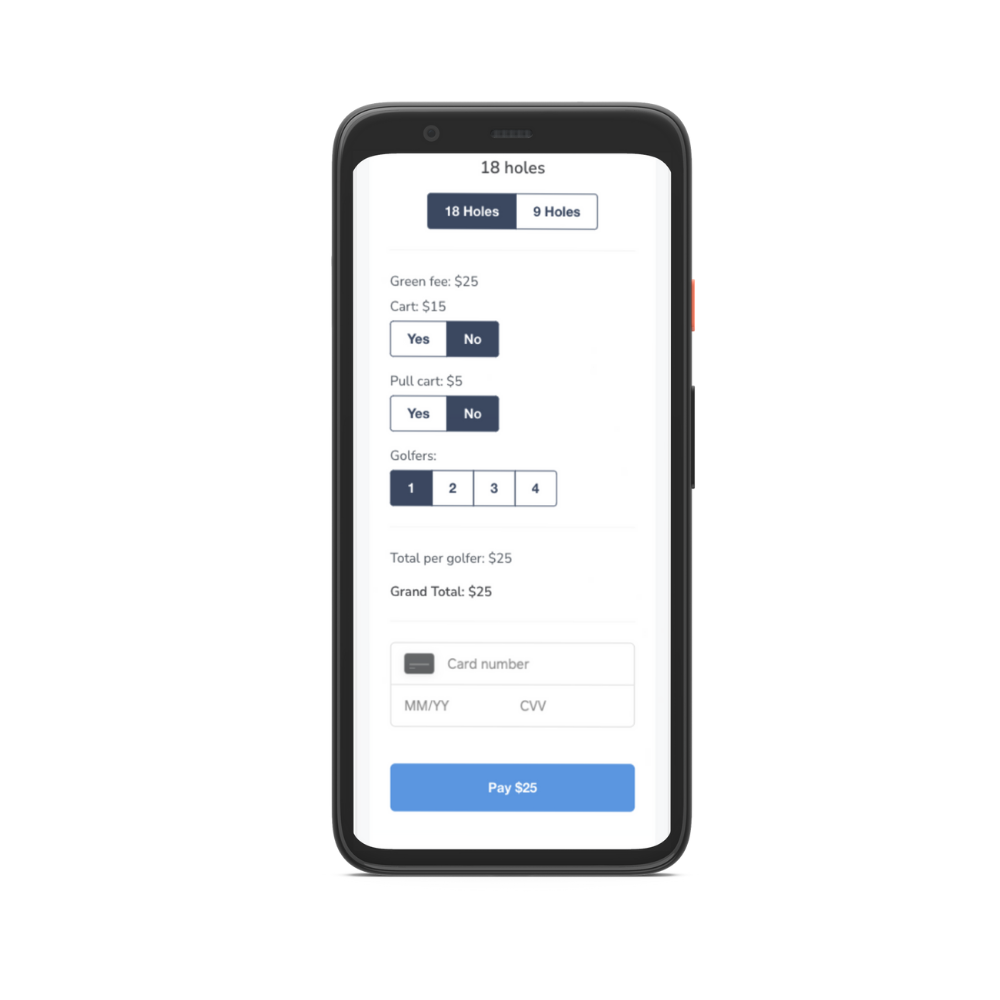 18 holes
18 Holes 9 Holes
Green fee: $25
Cart: $15
Yes No
Pull cart: $5
Yes No
Golfers:
1 2 3 4
Total per golfer: $25
Grand Total: $25
Card number
MM/YY CVV
Pay $25